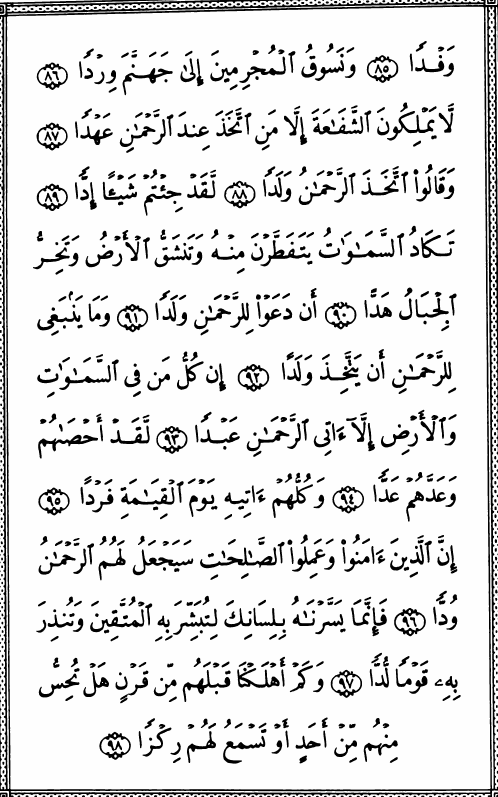 وَفْدًا ٨٥ وَنَسُوقُ ٱلْمُجْرِمِينَ إِلَىٰ جَهَنَّمَ وِرْدًا ٨٦
لَّا يَمْلِكُونَ ٱلشَّفَٰعَةَ إِلَّا مَنِ ٱتَّخَذَ عِندَ ٱلرَّحْمَٰنِ عَهْدًا ٨٧
وَقَالُوا۟ ٱتَّخَذَ ٱلرَّحْمَٰنُ وَلَدًا ٨٨ لَّقَدْ جِئْتُمْ شَيْـًٔا إِدًّا ٨٩
تَكَادُ ٱلسَّمَٰوَٰتُ يَتَفَطَّرْنَ مِنْهُ وَتَنشَقُّ ٱلْأَرْضُ وَتَخِرُّ
ٱلْجِبَالُ هَدًّا ٩٠ أَن دَعَوْا۟ لِلرَّحْمَٰنِ وَلَدًا ٩١ وَمَا يَنۢبَغِى
لِلرَّحْمَٰنِ أَن يَتَّخِذَ وَلَدًا ٩٢ إِن كُلُّ مَن فِى ٱلسَّمَٰوَٰتِ
وَٱلْأَرْضِ إِلَّآ ءَاتِى ٱلرَّحْمَٰنِ عَبْدًا ٩٣ لَّقَدْ أَحْصَىٰهُمْ
وَعَدَّهُمْ عَدًّا ٩٤ وَكُلُّهُمْ ءَاتِيهِ يَوْمَ ٱلْقِيَٰمَةِ فَرْدًا ٩٥
إِنَّ ٱلَّذِينَ ءَامَنُوا۟ وَعَمِلُوا۟ ٱلصَّٰلِحَٰتِ سَيَجْعَلُ لَهُمُ ٱلرَّحْمَٰنُ
وُدًّا ٩٦ فَإِنَّمَا يَسَّرْنَٰهُ بِلِسَانِكَ لِتُبَشِّرَ بِهِ ٱلْمُتَّقِينَ وَتُنذِرَ
بِهِۦ قَوْمًا لُّدًّا ٩٧ وَكَمْ أَهْلَكْنَا قَبْلَهُم مِّن قَرْنٍ هَلْ تُحِسُّ
مِنْهُم مِّنْ أَحَدٍ أَوْ تَسْمَعُ لَهُمْ رِكْزًۢا ٩٨